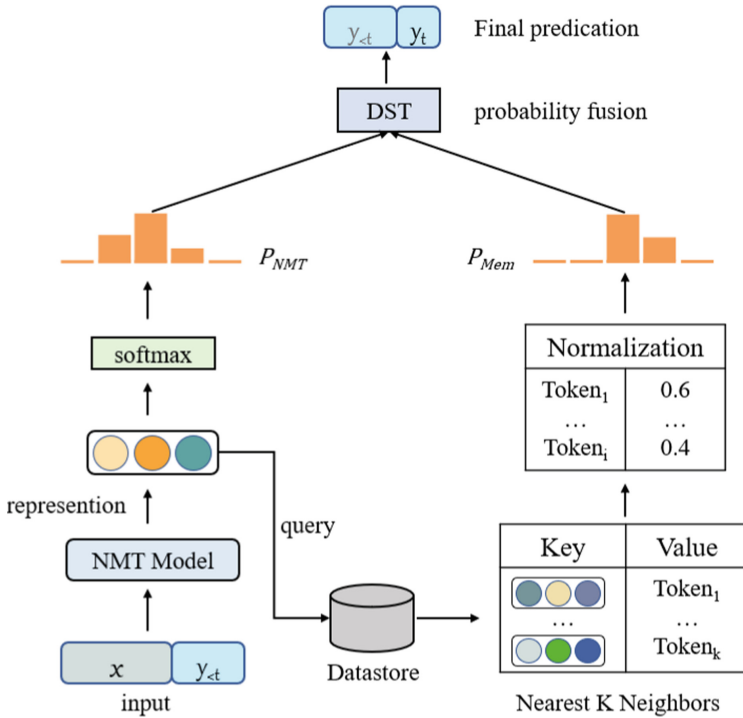 y<t yt Final predication
DST probability fusion
PNMT PMem
softmax
Normalization
Token1 0.6
... ...
Tokeni 0.4
represention
query
NMT Model
Key Value
Token1
... ...
Tokenk
Datastore
x y<t
input
Nearest K Neighbors